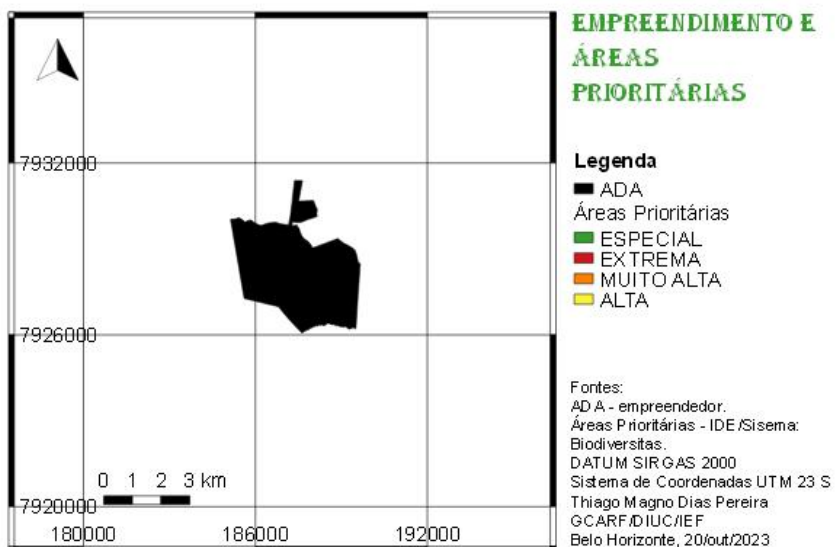 EMPREENDIMENTO E
ÁREAS
PRIORITÁRIAS
7932000
7926000
7920000
180000
186000
192000
0 1 2 3 km
Legenda
ADA
Áreas Prioritárias
ESPECIAL
EXTREMA
MUITO ALTA
ALTA
Fontes:
ADA - empreendedor.
Áreas Prioritárias - IDE/Sisema:
Biodiversitas.
DATUM SIRGAS 2000
Sistema de Coordenadas UTM 23 S
Thiago Magno Dias Pereira
GCARF/DIUC/IEF
Belo Horizonte, 20/out/2023